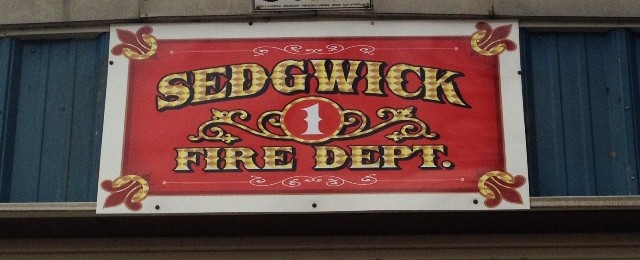 SEDGWICK
1
FIRE DEPT.